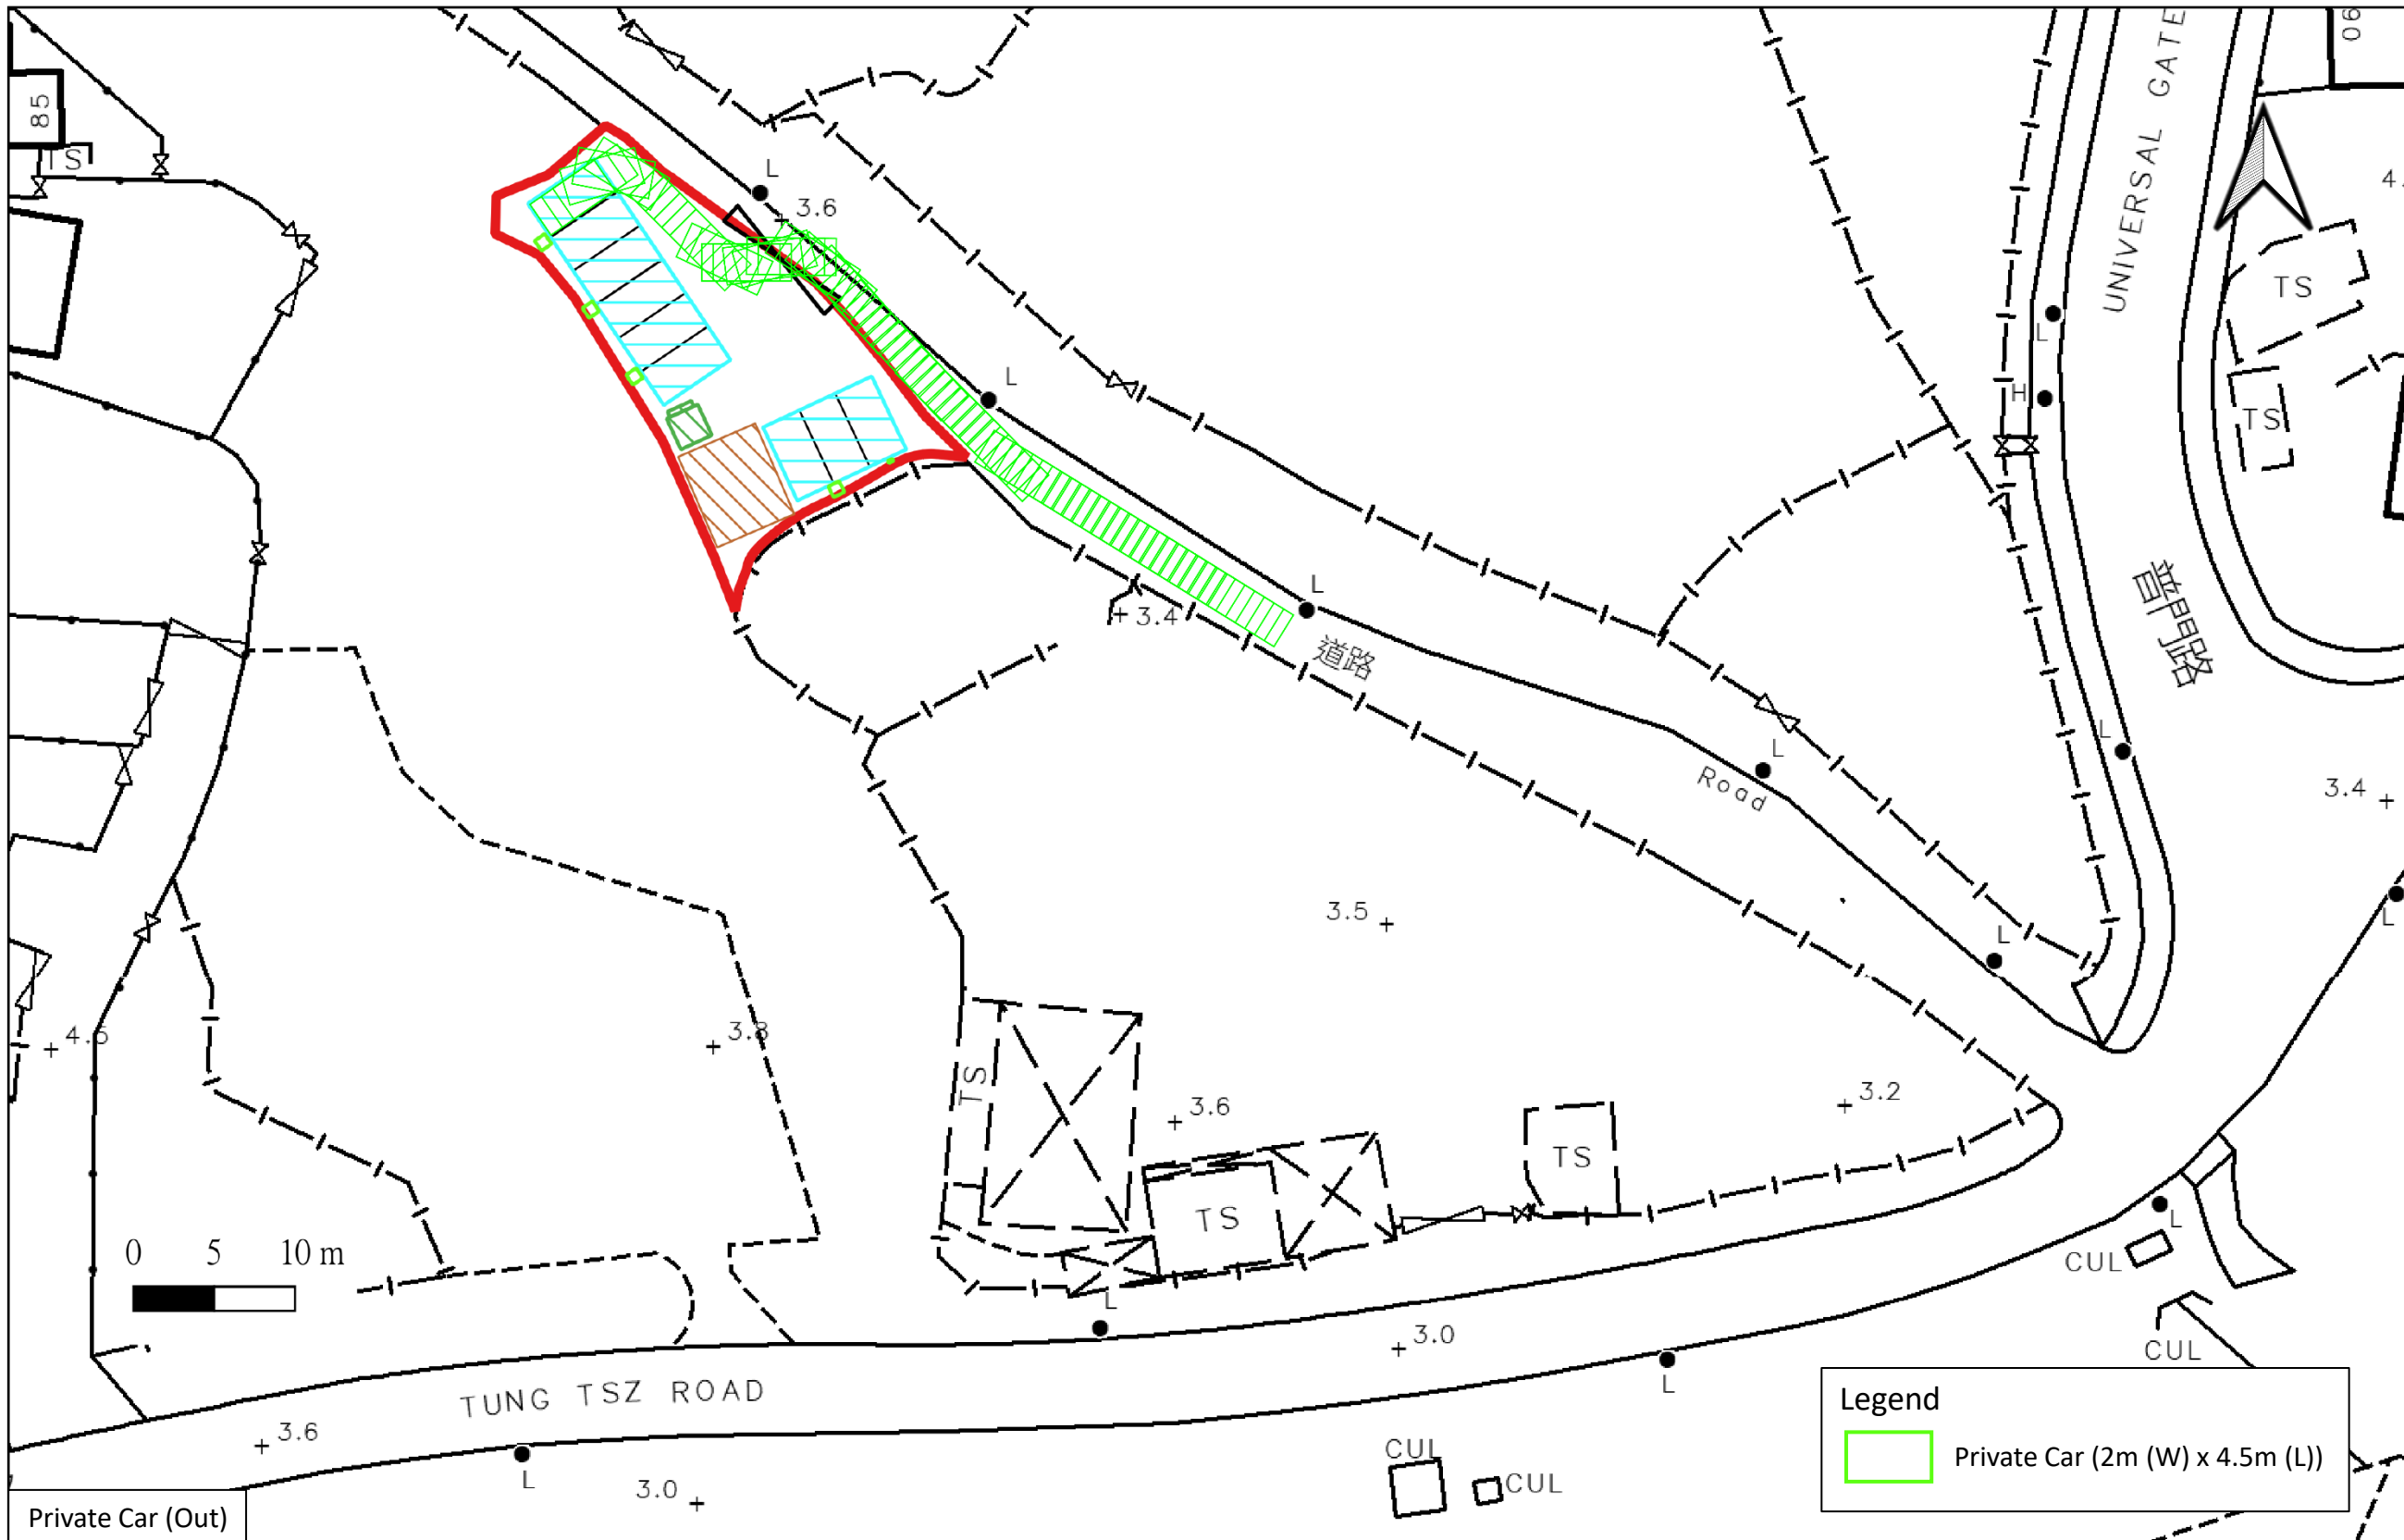 85
TS
L
3.6
UNIVERSAL GATE
TS
L
H
TS
L
L
+3.4
道路
普門路
L
Road
L
3.4
3.5
L
L
4.5
3.8
TS
3.6
3.2
TS
TS
0 5 10 m
L
L
CUL
CUL
3.0
L
TUNG TSZ ROAD
3.6
L
3.0
CUL
CUL
Legend
Private Car (2m (W) x 4.5m (L))
Private Car (Out)